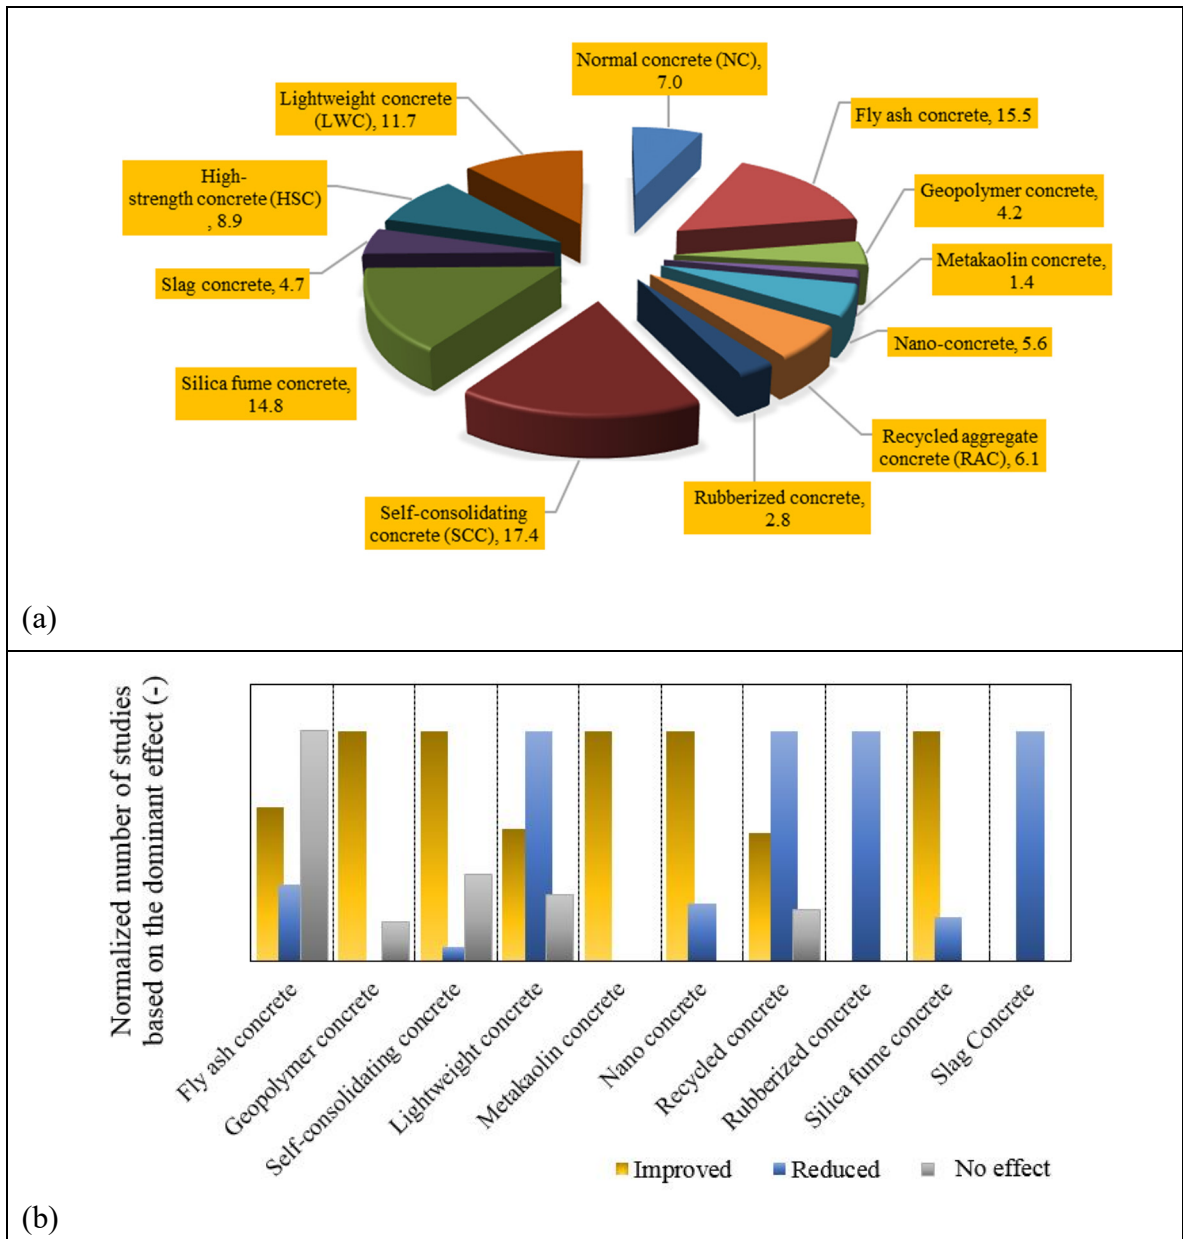 Normal concrete (NC),
7.0
Lightweight concrete
(LWC), 11.7
Fly ash concrete, 15.5
High-
strength concrete (HSC)
, 8.9
Geopolymer concrete,
4.2
Metakaolin concrete,
1.4
Slag concrete, 4.7
Nano-concrete, 5.6
Silica fume concrete,
14.8
Recycled aggregate
concrete (RAC), 6.1
Rubberized concrete,
2.8
Self-consolidating
concrete (SCC), 17.4
(a)
Normalized number of studies
based on the dominant effect (-)
Fly ash concrete
Geopolymer concrete
Self-consolidating concrete
Lightweight concrete
Metakaolin concrete
Nano concrete
Recycled concrete
Rubberized concrete
Silica fume concrete
Slag Concrete
Improved
Reduced
No effect
(b)